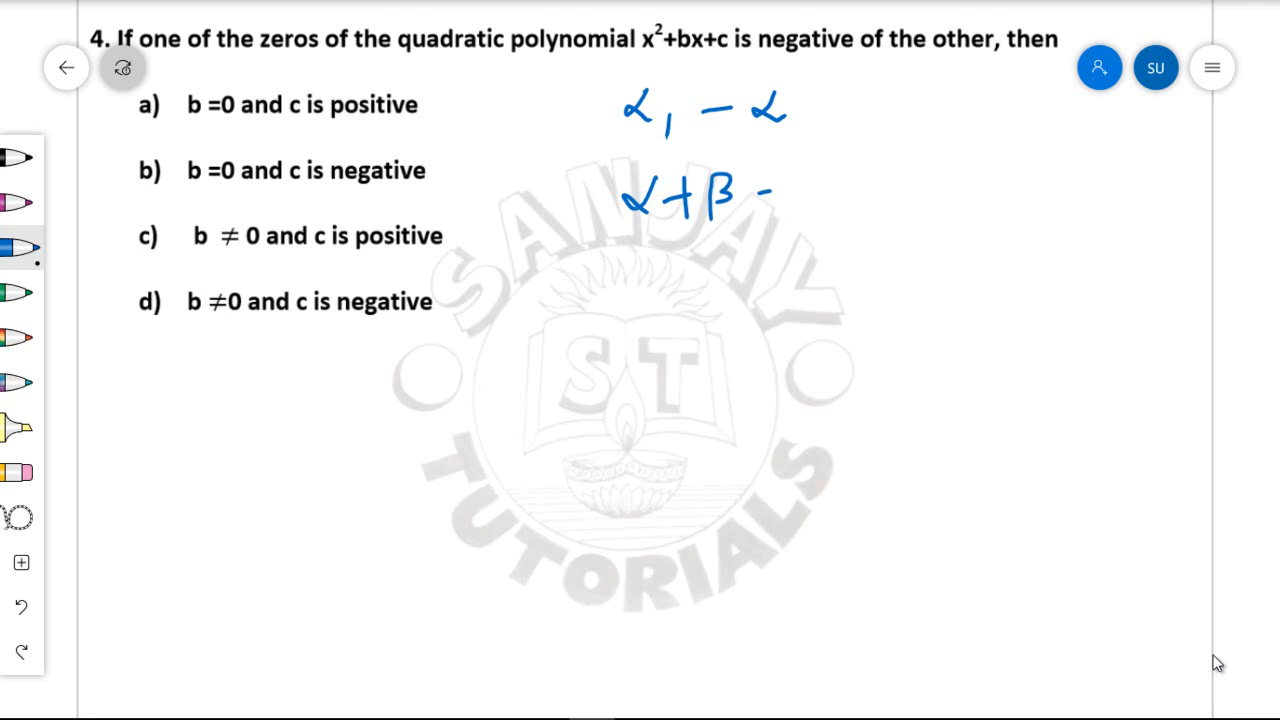 4. If one of the zeros of the quadratic polynomial x²+bx+c is negative of the other, then
SU
a) b =0 and c is positive
α, - α
b) b =0 and c is negative
α+β -
c) b ≠ 0 and c is positive
d) b ≠0 and c is negative
SANJAY
ST
TUTORIALS